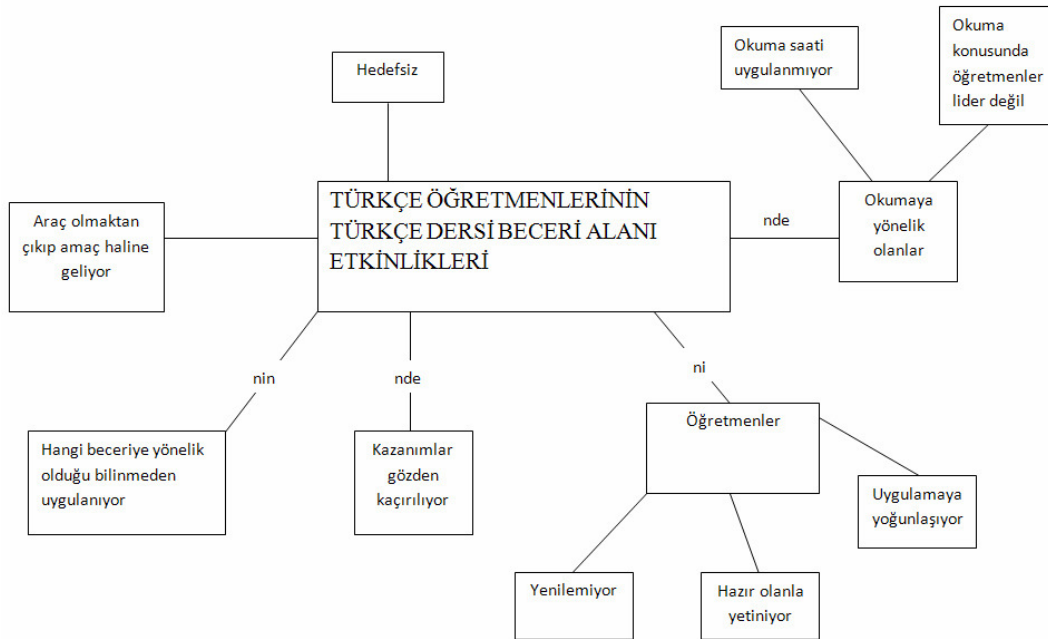 Hedefsiz
Okuma saati
uygulanmıyor
Okuma
konusunda
öğretmenler
lider değil
Araç olmaktan
çıkıp amaç haline
geliyor
TÜRKÇE ÖĞRETMENLERİNİN
TÜRKÇE DERSİ BECERİ ALANI
ETKİNLİKLERİ
nde
Okumaya
yönelik
olanlar
nin
nde
ni
Hangi beceriye yönelik
olduğu bilinmeden
uygulanıyor
Kazanımlar
gözden
kaçırılıyor
Öğretmenler
Uygulamaya
yoğunlaşıyor
Yenilemiyor
Hazır olanla
yetiniyor